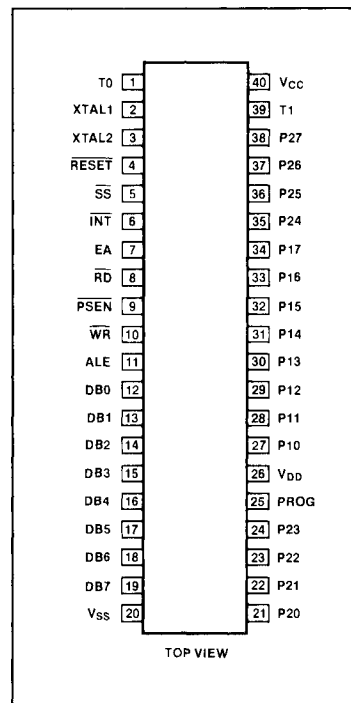 T0 1 40 VCC
XTAL1 2 39 T1
XTAL2 3 38 P27
RESET 4 37 P26
SS 5 36 P25
INT 6 35 P24
EA 7 34 P17
RD 8 33 P16
PSEN 9 32 P15
WR 10 31 P14
ALE 11 30 P13
DB0 12 29 P12
DB1 13 28 P11
DB2 14 27 P10
DB3 15 26 VDD
DB4 16 25 PROG
DB5 17 24 P23
DB6 18 23 P22
DB7 19 22 P21
VSS 20 21 P20
TOP VIEW